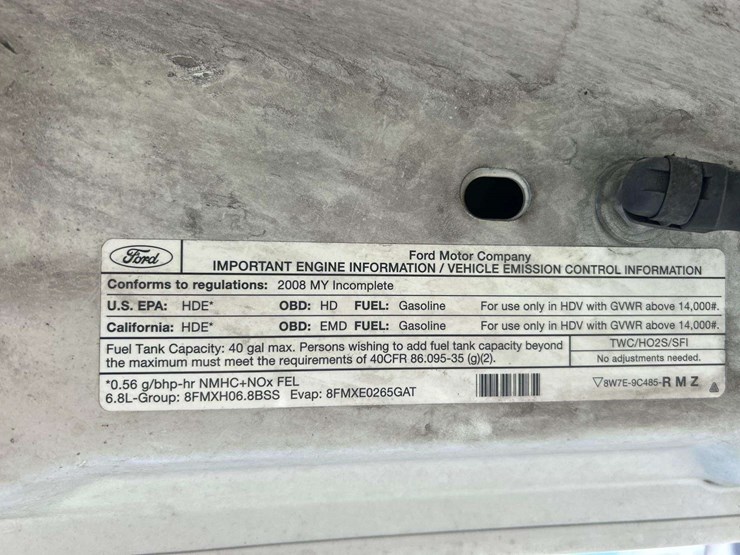 Ford
Ford Motor Company
IMPORTANT ENGINE INFORMATION / VEHICLE EMISSION CONTROL INFORMATION
Conforms to regulations: 2008 MY Incomplete
U.S. EPA: HDE* OBD: HD FUEL: Gasoline For use only in HDV with GVWR above 14,000#.
California: HDE* OBD: EMD FUEL: Gasoline For use only in HDV with GVWR above 14,000#.
Fuel Tank Capacity: 40 gal max. Persons wishing to add fuel tank capacity beyond
the maximum must meet the requirements of 40CFR 86.095-35 (g)(2).
TWC/HO2S/SFI
No adjustments needed.
*0.56 g/bhp-hr NMHC+NOx FEL
6.8L-Group: 8FMXH06.8BSS Evap: 8FMXE0265GAT
8W7E-9C485-R M Z